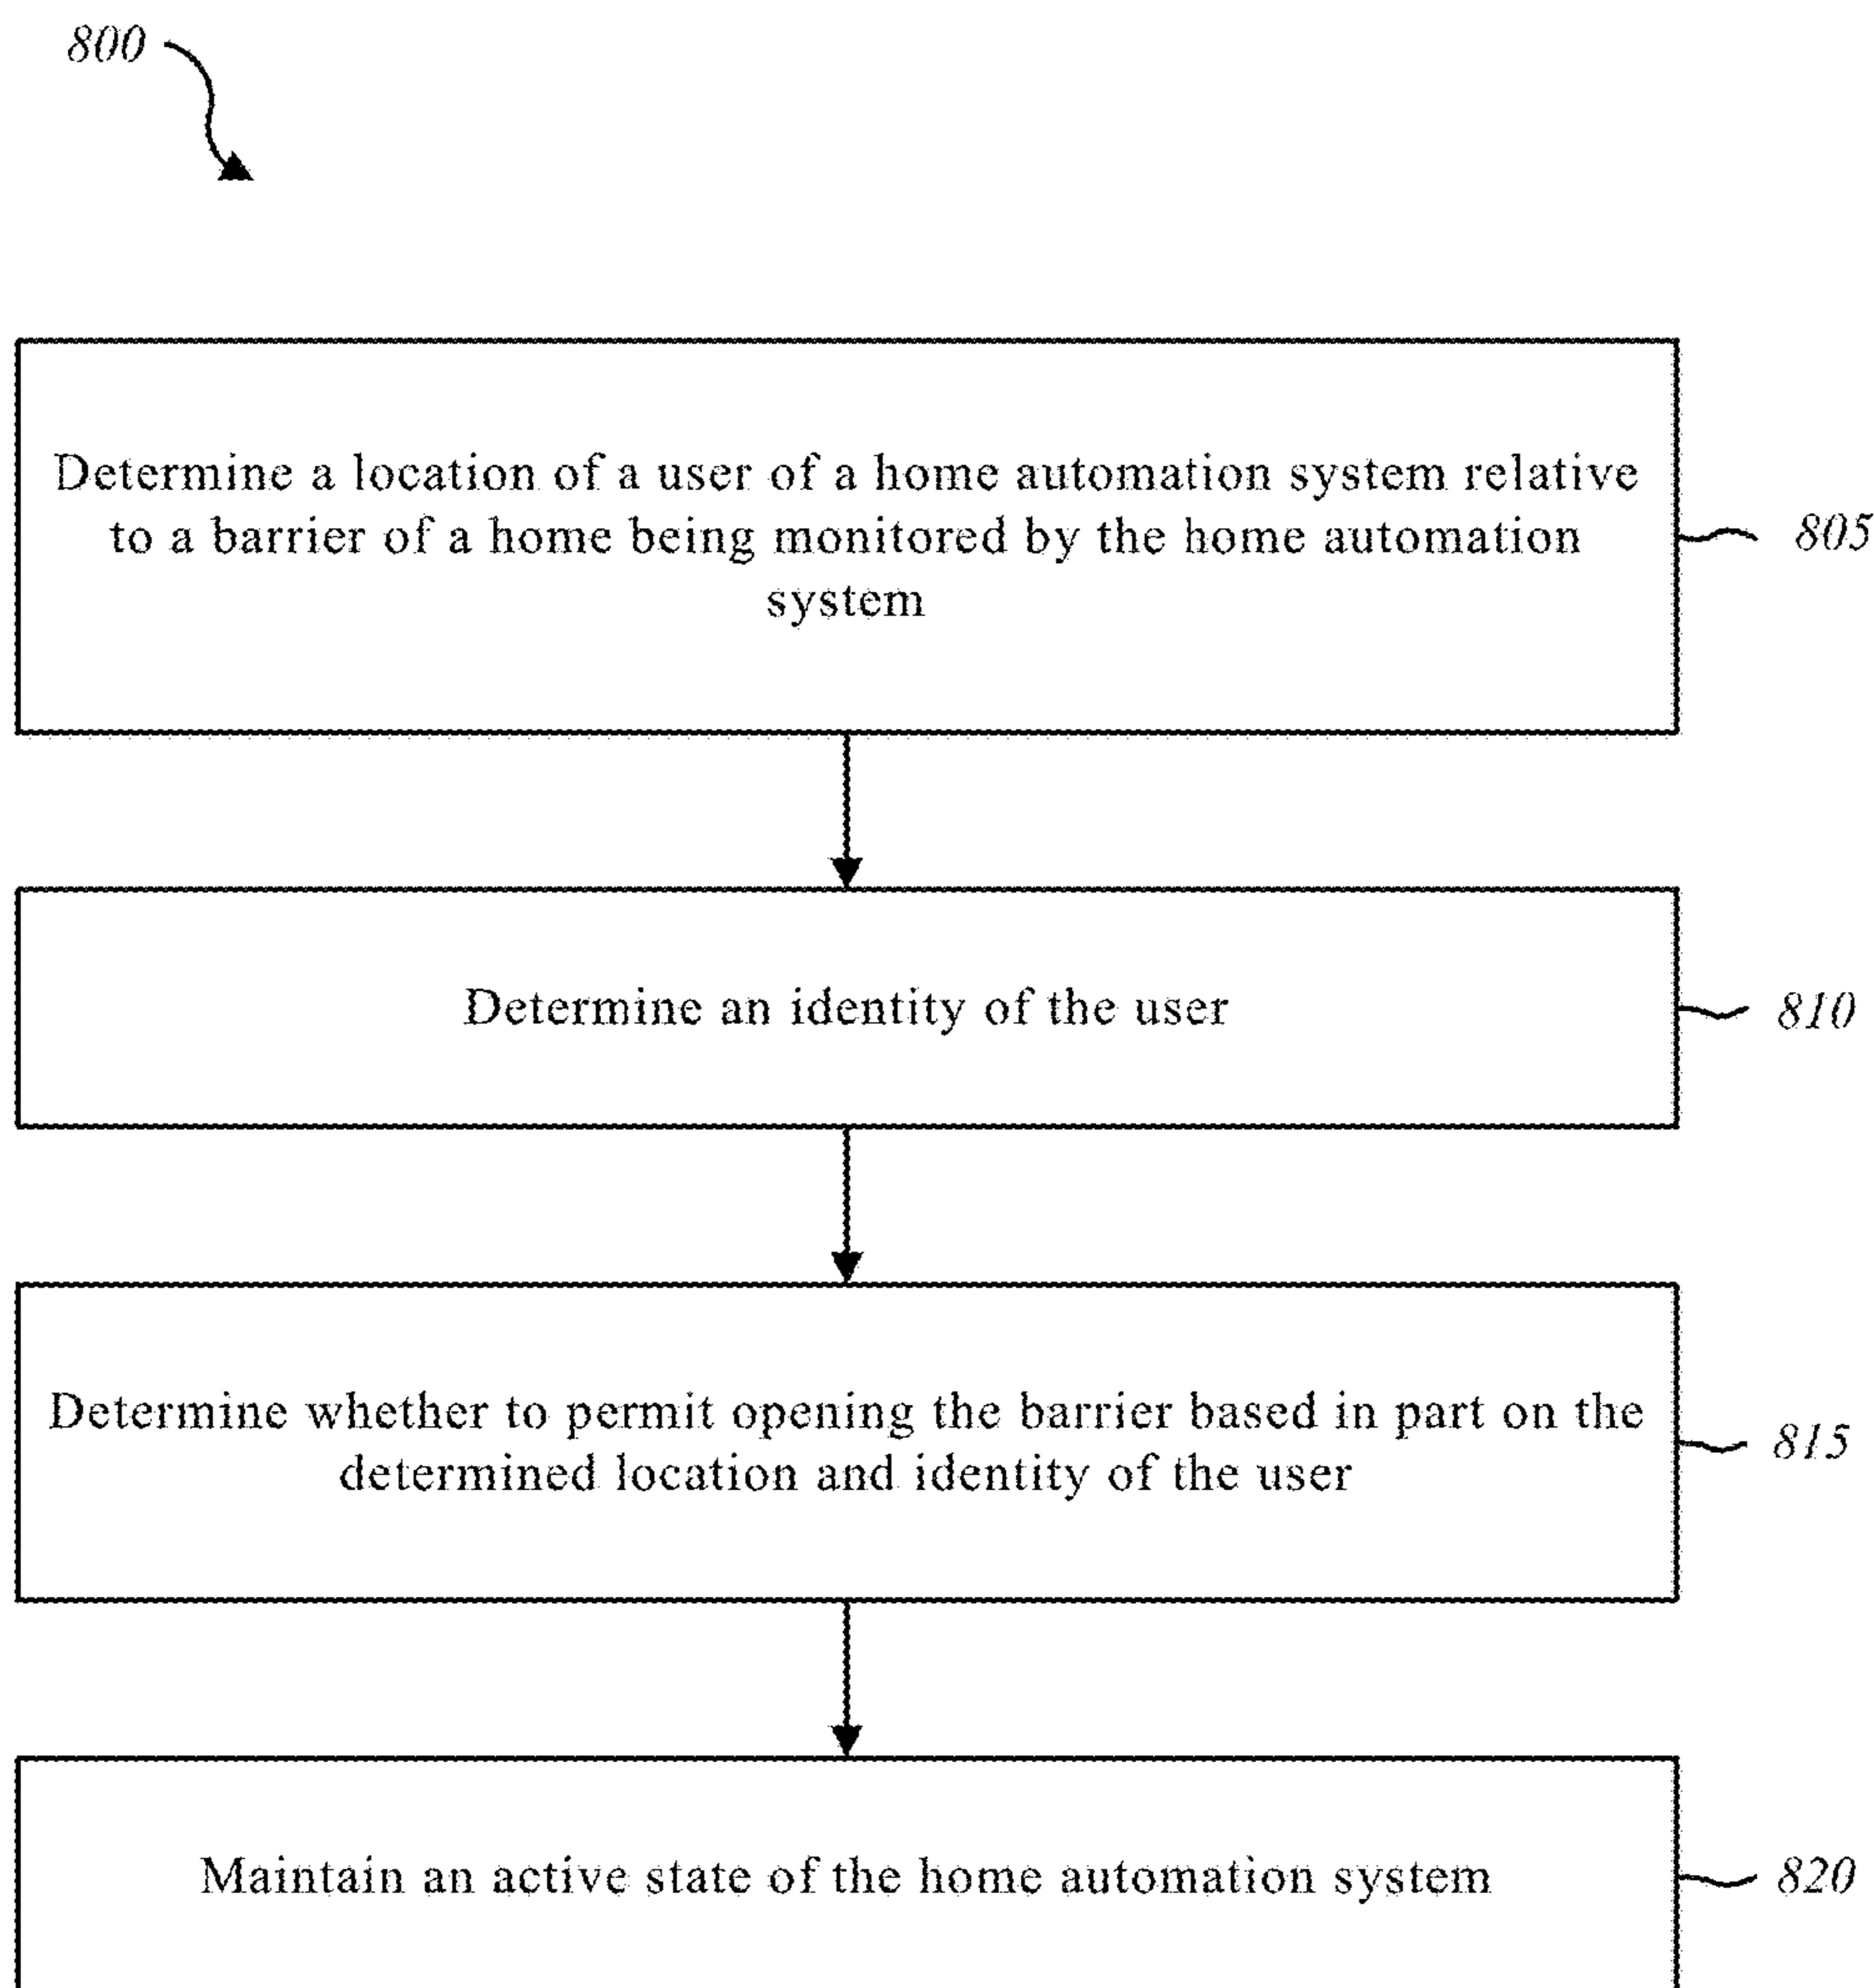 800
Determine a location of a user of a home automation system relative
to a barrier of a home being monitored by the home automation
system
805
Determine an identity of the user
810
Determine whether to permit opening the barrier based in part on the
determined location and identity of the user
815
Maintain an active state of the home automation system
820